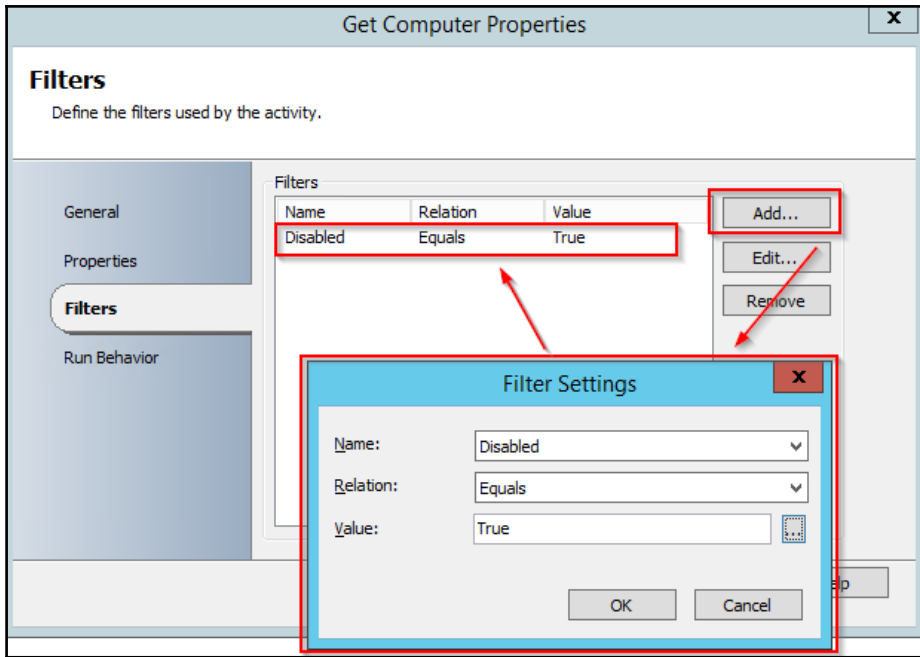 Get Computer Properties
x
Filters
Define the filters used by the activity.
General
Properties
Filters
Run Behavior
Filters
Name Relation Value
Disabled Equals True
Add...
Edit...
Remove
Filter Settings
x
Name: Disabled
Relation: Equals
Value: True ...
OK Cancel